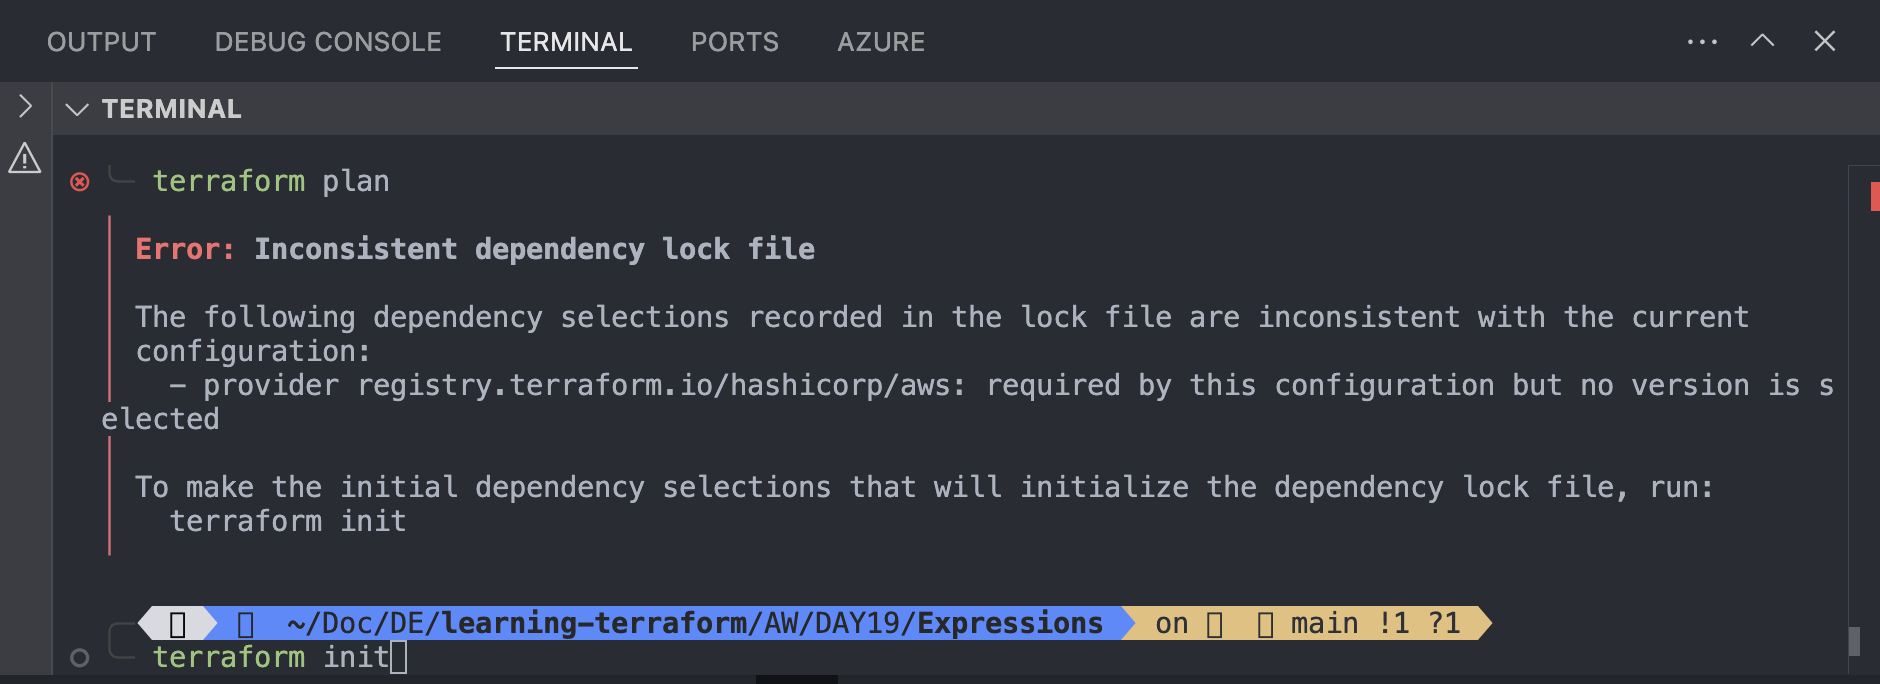 OUTPUT DEBUG CONSOLE TERMINAL PORTS AZURE
TERMINAL
terraform plan
Error: Inconsistent dependency lock file
The following dependency selections recorded in the lock file are inconsistent with the current
configuration:
- provider registry.terraform.io/hashicorp/aws: required by this configuration but no version is s
elected
To make the initial dependency selections that will initialize the dependency lock file, run:
terraform init
~/Doc/DE/learning-terraform/AW/DAY19/Expressions on main !1 ?1
terraform init